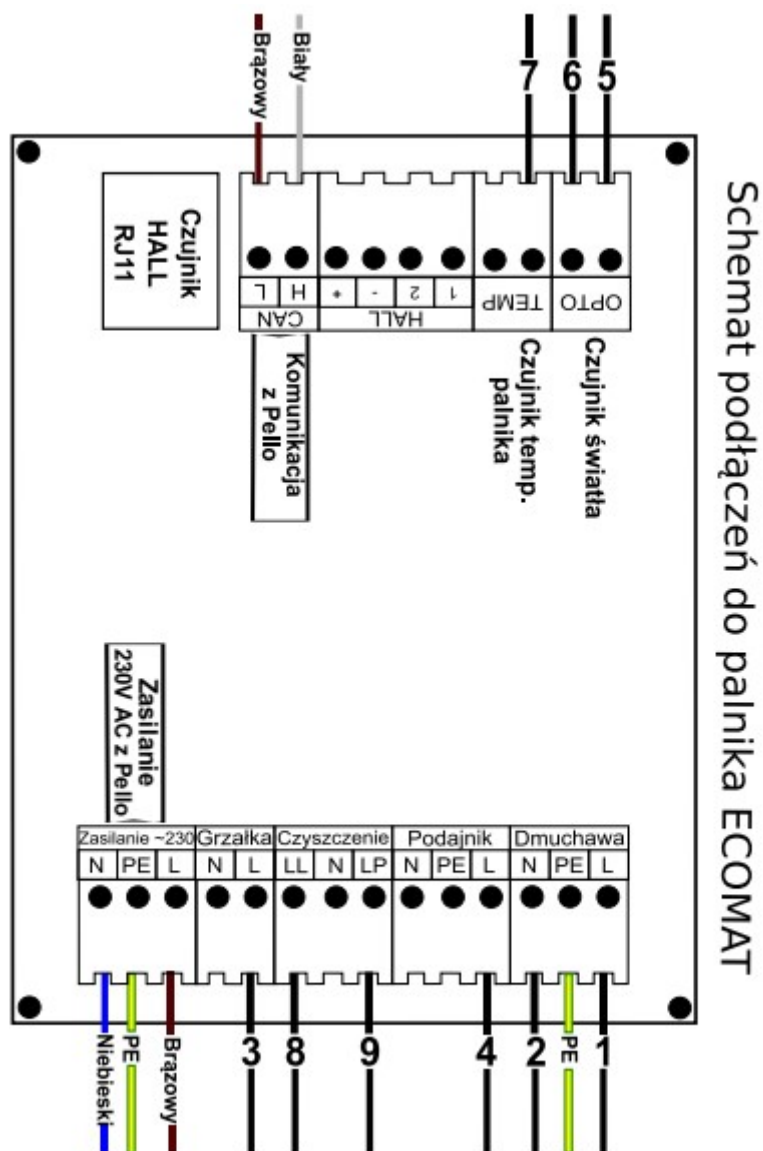 Schemat podłączeń do palnika ECOMAT
Brązowy
Biały
7
6
5
Czujnik
HALL
RJ11
L
H
+
-
2
1
CAN
HALL
TEMP
OPTO
Komunikacja
z Pello
Czujnik temp.
palnika
Czujnik światła
Zasilanie
230V AC z Pello
Zasilanie ~230
Grzałka
Czyszczenie
Podajnik
Dmuchawa
N
PE
L
N
L
LL
N
LP
N
PE
L
N
PE
L
Niebieski
PE
Brązowy
3
8
9
4
2
PE
1